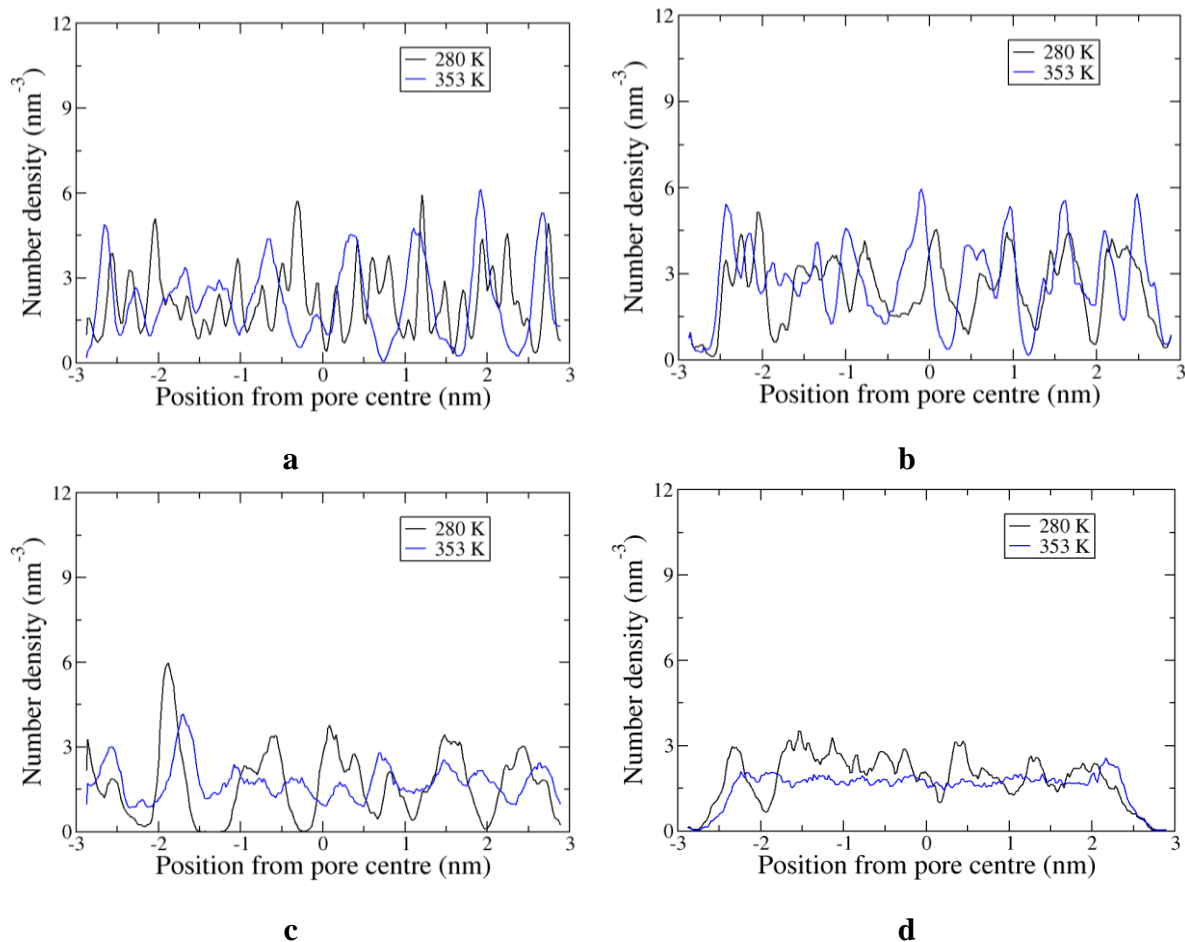 12
9
6
3
0
Number density (nm-3)
280 K
353 K
-3 -2 -1 0 1 2 3
Position from pore centre (nm)
a
12
9
6
3
0
Number density (nm-3)
280 K
353 K
-3 -2 -1 0 1 2 3
Position from pore centre (nm)
b
12
9
6
3
0
Number density (nm-3)
280 K
353 K
-3 -2 -1 0 1 2 3
Position from pore centre (nm)
c
12
9
6
3
0
Number density (nm-3)
280 K
353 K
-3 -2 -1 0 1 2 3
Position from pore centre (nm)
d